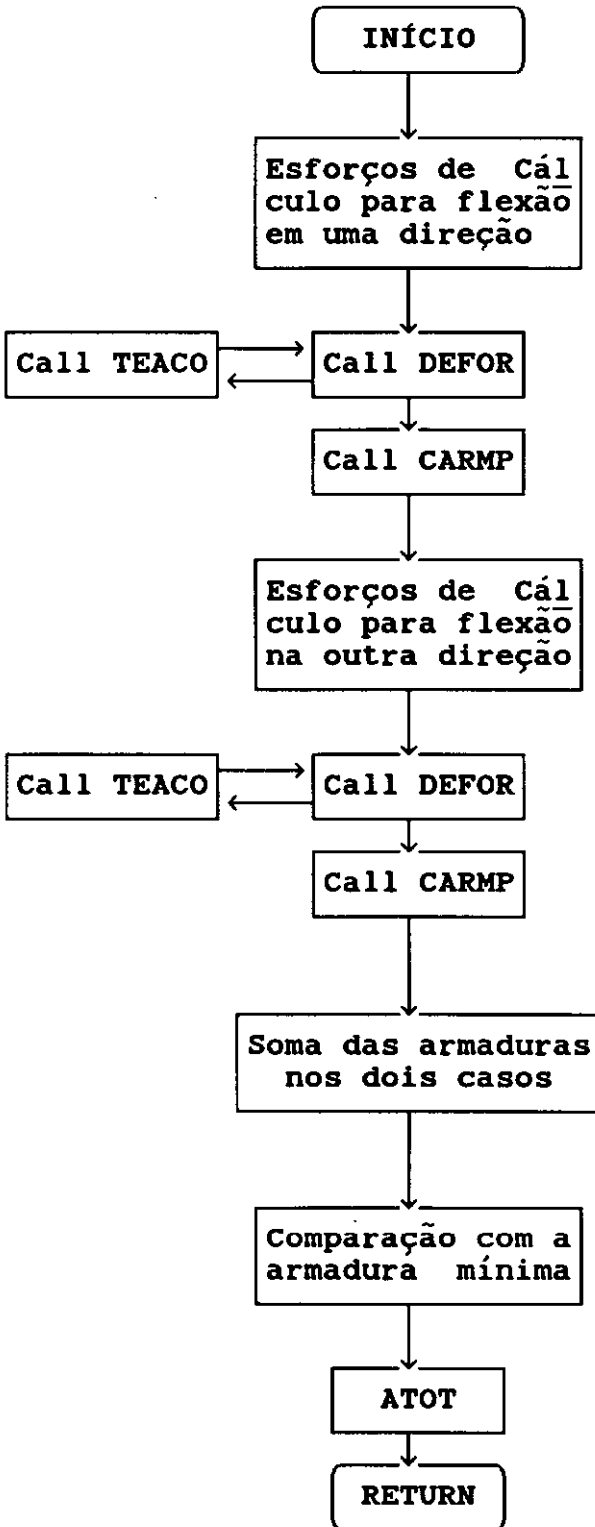 INÍCIO
Esforços de Cál
culo para flexão
em uma direção
Call TEACO
Call DEFOR
Call CARMP
Esforços de Cál
culo para flexão
na outra direção
Call TEACO
Call DEFOR
Call CARMP
Soma das armaduras
nos dois casos
Comparação com a
armadura mínima
ATOT
RETURN